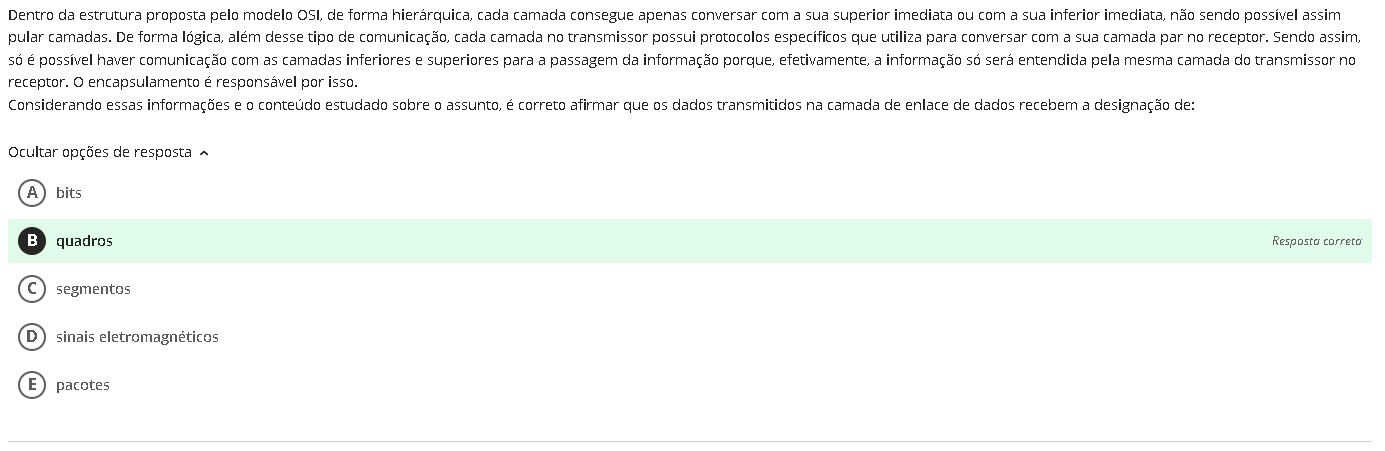 Dentro da estrutura proposta pelo modelo OSI, de forma hierárquica, cada camada consegue apenas conversar com a sua superior imediata ou com a sua inferior imediata, não sendo possível assim
pular camadas. De forma lógica, além desse tipo de comunicação, cada camada no transmissor possui protocolos específicos que utiliza para conversar com a sua camada par no receptor. Sendo assim,
só é possível haver comunicação com as camadas inferiores e superiores para a passagem da informação porque, efetivamente, a informação só será entendida pela mesma camada do transmissor no
receptor. O encapsulamento é responsável por isso.
Considerando essas informações e o conteúdo estudado sobre o assunto, é correto afirmar que os dados transmitidos na camada de enlace de dados recebem a designação de:
Ocultar opções de resposta
A bits
B quadros Resposta correta
C segmentos
D sinais eletromagnéticos
E pacotes